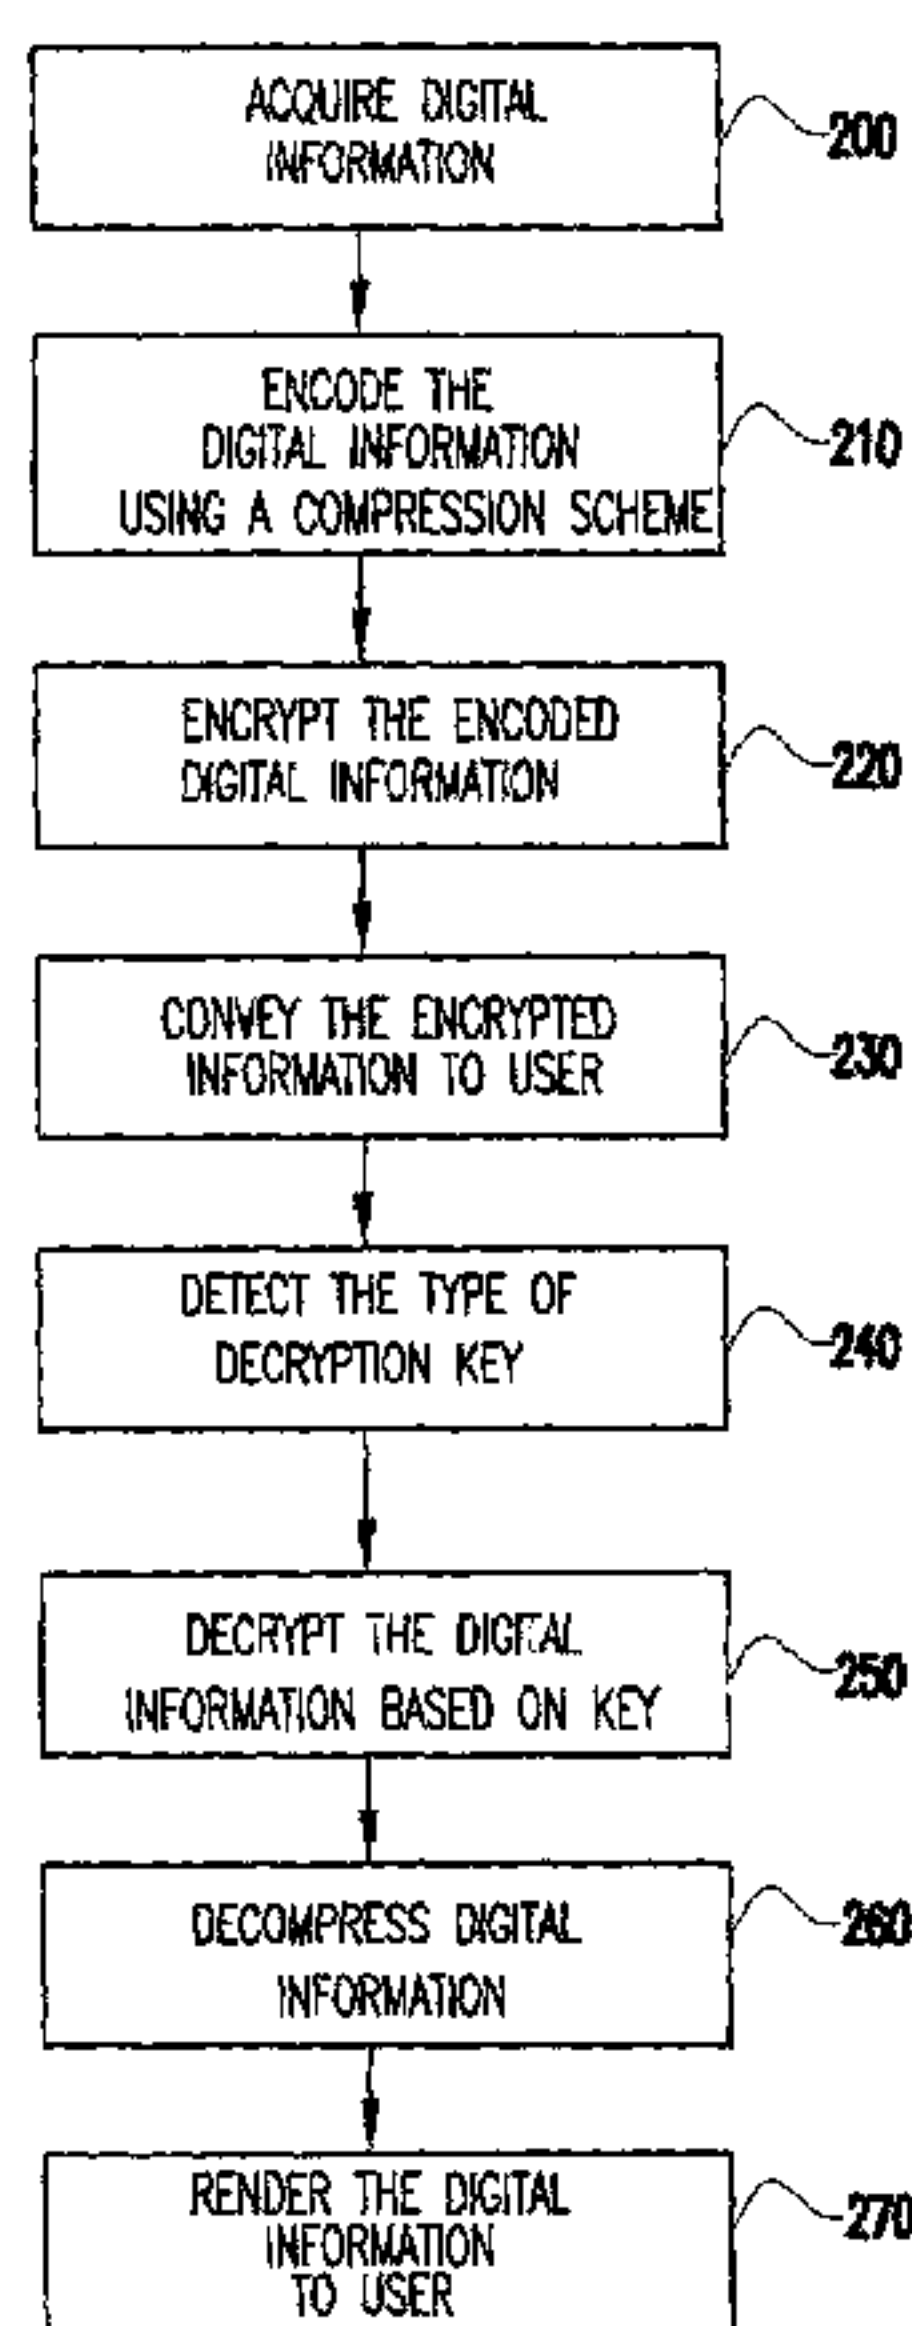 ACQUIRE DIGITAL
INFORMATION
200
ENCODE THE
DIGITAL INFORMATION
USING A COMPRESSION SCHEME
210
ENCRYPT THE ENCODED
DIGITAL INFORMATION
220
CONVEY THE ENCRYPTED
INFORMATION TO USER
230
DETECT THE TYPE OF
DECRYPTION KEY
240
DECRYPT THE DIGITAL
INFORMATION BASED ON KEY
250
DECOMPRESS DIGITAL
INFORMATION
260
RENDER THE DIGITAL
INFORMATION
TO USER
270